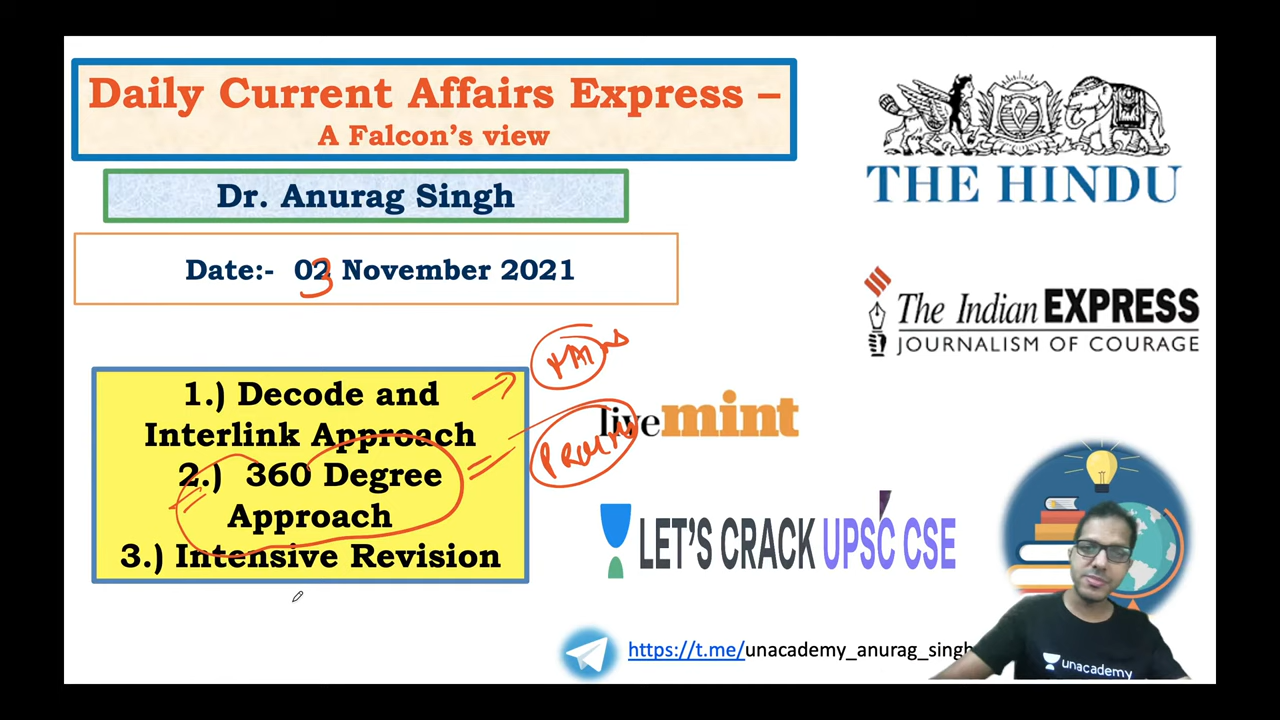 Daily Current Affairs Express –
A Falcon's view
Dr. Anurag Singh
Date:- 02 November 2021
3
1.) Decode and
Interlink Approach
2.) 360 Degree
Approach
3.) Intensive Revision
THE HINDU
The Indian EXPRESS
JOURNALISM OF COURAGE
livemint
LET'S CRACK UPSC CSE
https://t.me/unacademy_anurag_singh
unacademy